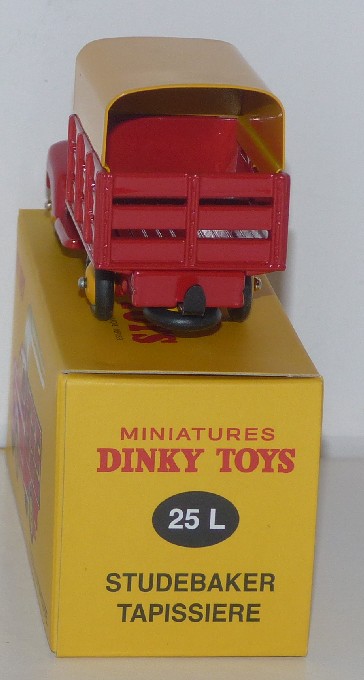 MINIATURES
DINKY TOYS
25 L
STUDEBAKER
TAPISSIERE